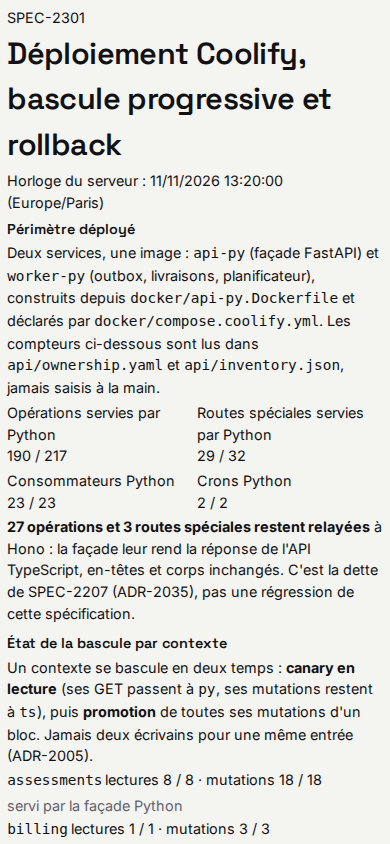 SPEC-2301
Déploiement Coolify,
bascule progressive et
rollback
Horloge du serveur : 11/11/2026 13:20:00
(Europe/Paris)
Périmètre déployé
Deux services, une image : api-py (façade FastAPI) et
worker-py (outbox, livraisons, planificateur),
construits depuis docker/api-py.Dockerfile et
déclarés par docker/compose.coolify.yml. Les
compteurs ci-dessous sont lus dans
api/ownership.yaml et api/inventory.json,
jamais saisis à la main.
Opérations servies par
Python
190 / 217
Routes spéciales servies
par Python
29 / 32
Consommateurs Python
23 / 23
Crons Python
2 / 2
27 opérations et 3 routes spéciales restent relayées à
Hono : la façade leur rend la réponse de l'API
TypeScript, en-têtes et corps inchangés. C'est la dette
de SPEC-2207 (ADR-2035), pas une régression de
cette spécification.
État de la bascule par contexte
Un contexte se bascule en deux temps : canary en
lecture (ses GET passent à py, ses mutations restent
à ts), puis promotion de toutes ses mutations d'un
bloc. Jamais deux écrivains pour une même entrée
(ADR-2005).
assessments lectures 8 / 8 · mutations 18 / 18
servi par la façade Python
billing lectures 1 / 1 · mutations 3 / 3